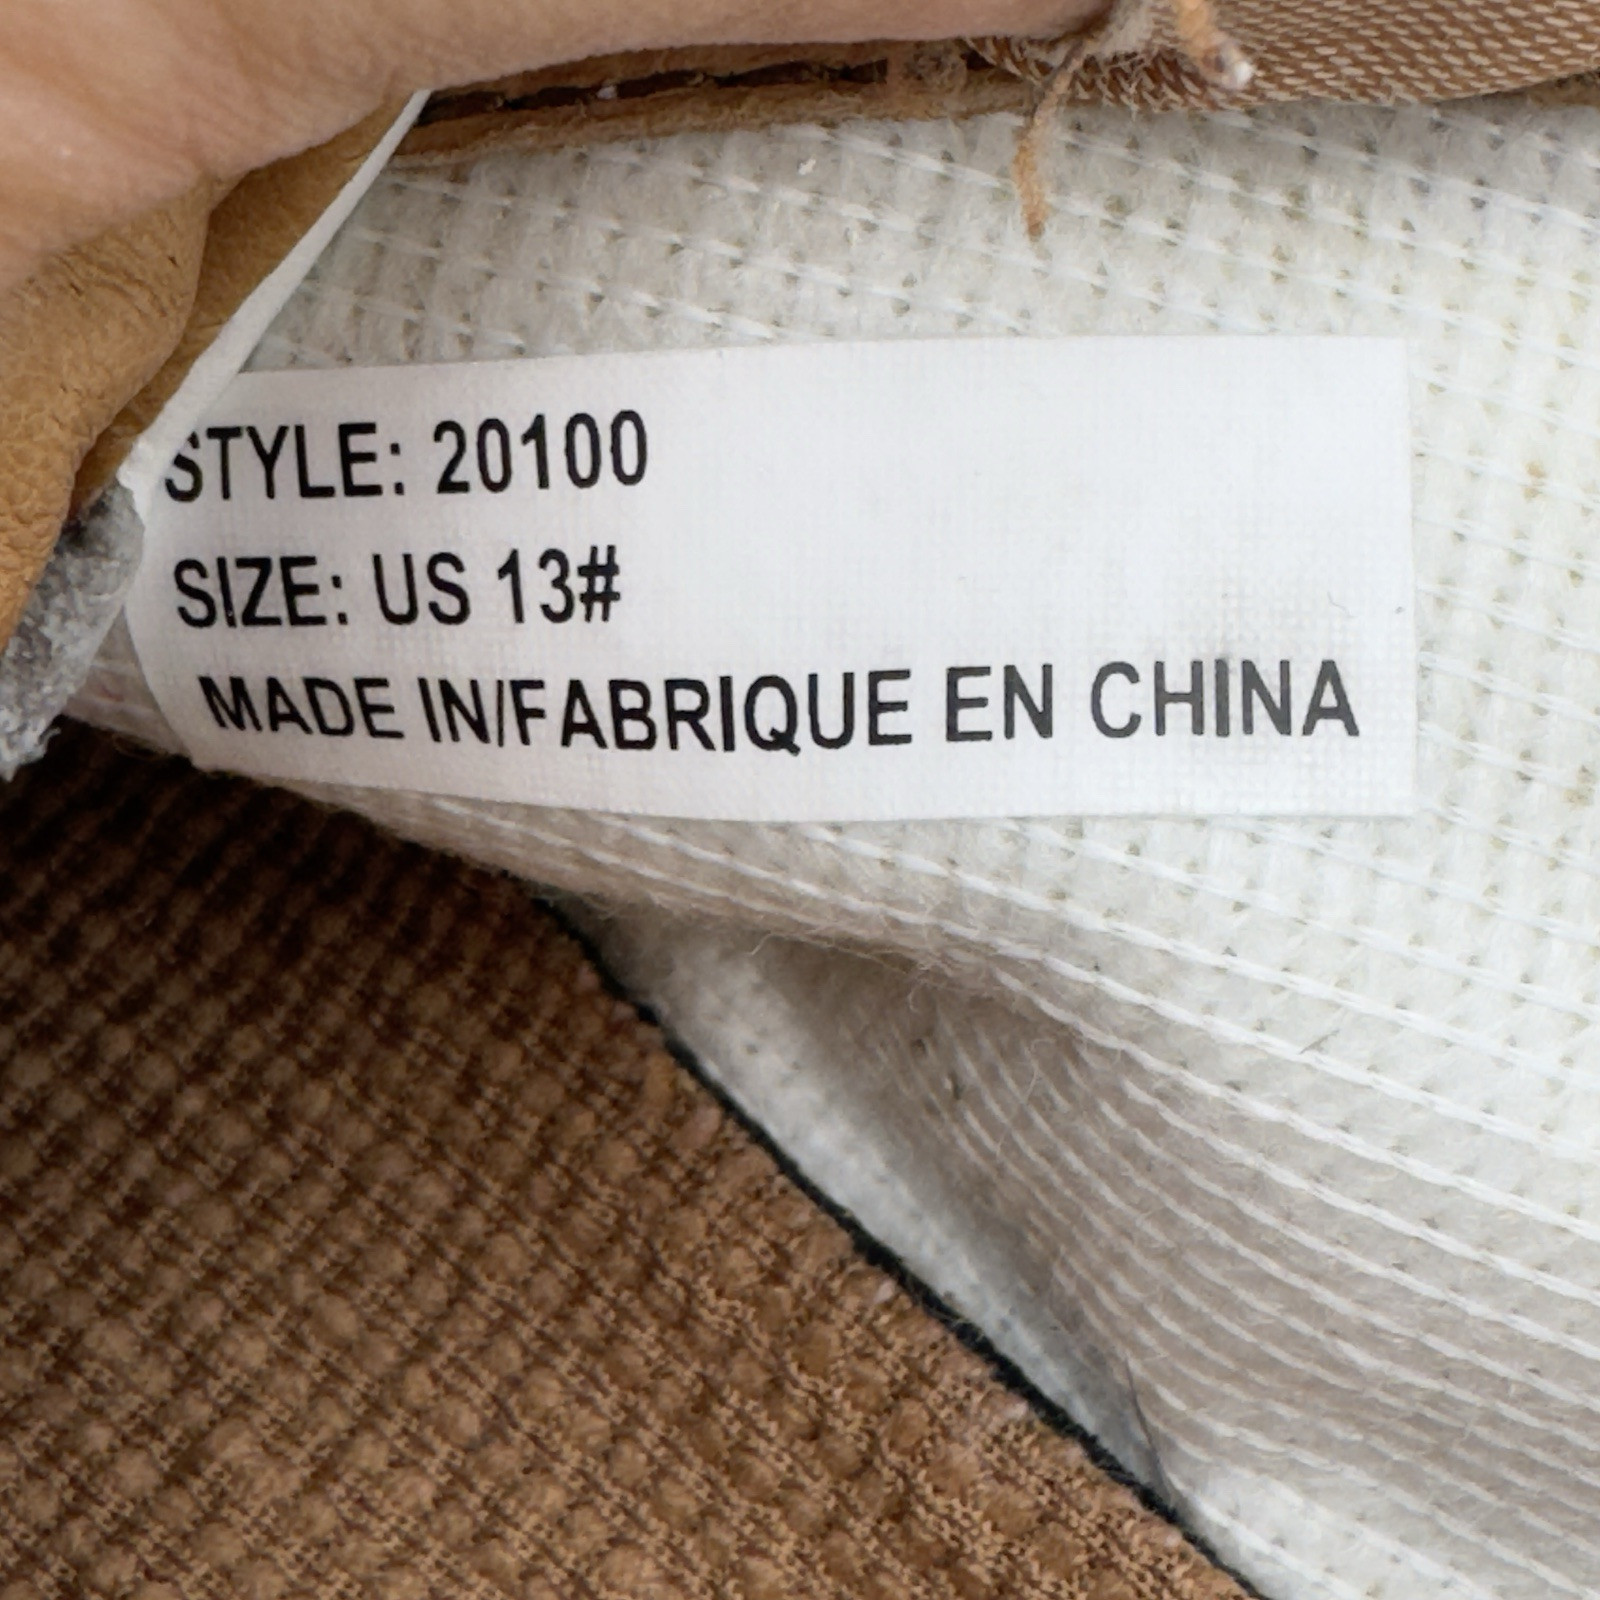 STYLE: 20100
SIZE: US 13#
MADE IN/FABRIQUE EN CHINA